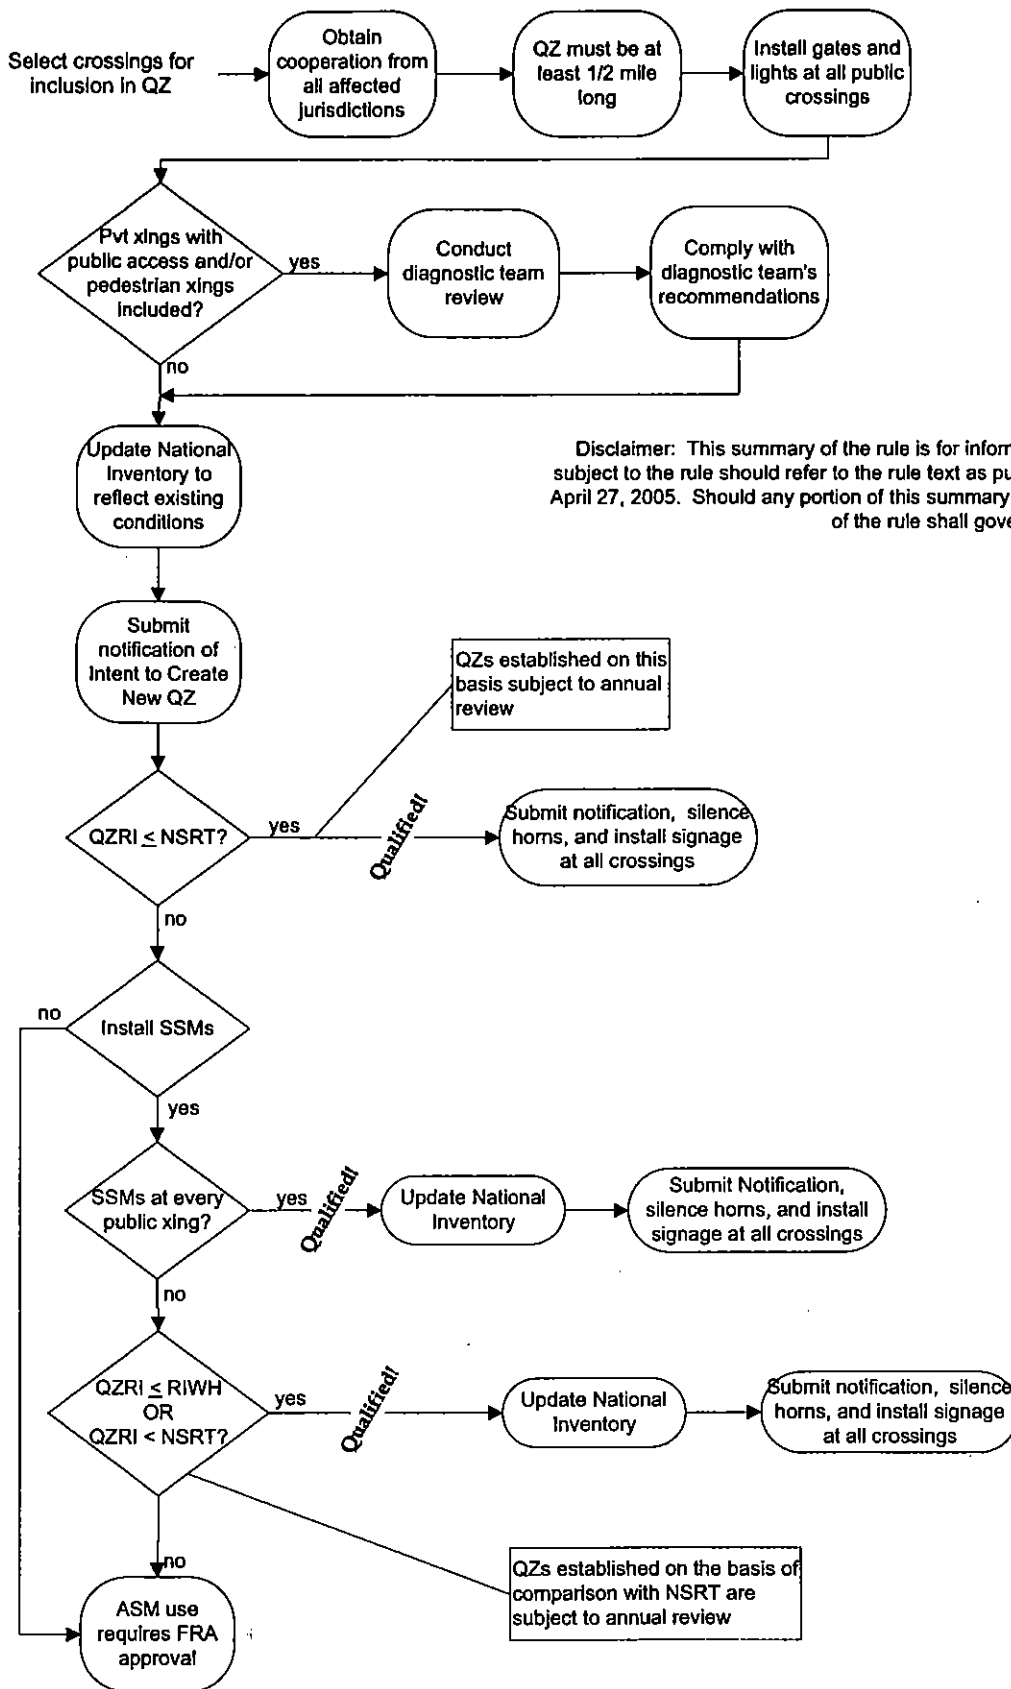 Select crossings for
inclusion in QZ
Obtain
cooperation from
all affected
jurisdictions
QZ must be at
least 1/2 mile
long
Install gates and
lights at all public
crossings
Pvt xings with
public access and/or
pedestrian xings
included?
yes
Conduct
diagnostic team
review
Comply with
diagnostic team's
recommendations
no
Update National
Inventory to
reflect existing
conditions
Disclaimer: This summary of the rule is for inform
subject to the rule should refer to the rule text as pu
April 27, 2005. Should any portion of this summary
of the rule shall gove
Submit
notification of
Intent to Create
New QZ
QZs established on this
basis subject to annual
review
QZRI ≤ NSRT?
yes
Qualified!
Submit notification, silence
horns, and install signage
at all crossings
no
Install SSMs
no
yes
SSMs at every
public xing?
yes
Qualified!
Update National
Inventory
Submit Notification,
silence horns, and install
signage at all crossings
no
QZRI ≤ RIWH
OR
QZRI < NSRT?
yes
Qualified!
Update National
Inventory
Submit notification, silence
horns, and install signage
at all crossings
no
ASM use
requires FRA
approval
QZs established on the basis of
comparison with NSRT are
subject to annual review